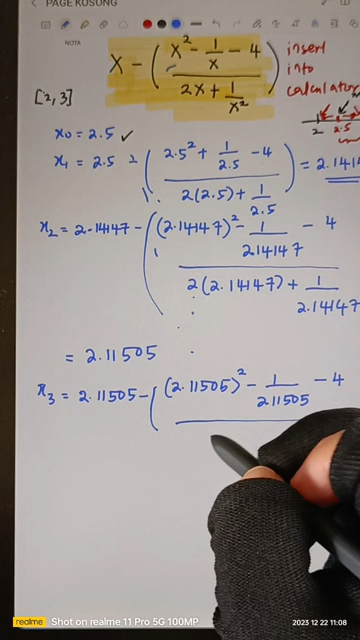 PAGE KOSONG
NOTA
x - ( x² - 1/x - 4 / 2x + 1/x² )
insert
into
calculator
[2, 3]
2 2.5
x₀ = 2.5 ✓
x₁ = 2.5 - ( 2.5² + 1/2.5 - 4 / 2(2.5) + 1/2.5 ) = 2.1414
x₂ = 2.14147 - ( (2.14147)² - 1/2.14147 - 4 / 2(2.14147) + 1/2.14147
= 2.11505
x₃ = 2.11505 - ( (2.11505)² - 1/2.11505 - 4
realme Shot on realme 11 Pro 5G 100MP
2023 12 22 11:08